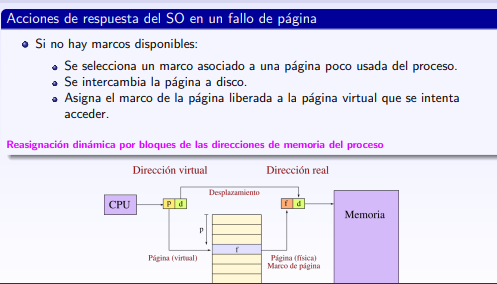 Acciones de respuesta del SO en un fallo de página
Si no hay marcos disponibles:
Se selecciona un marco asociado a una página poco usada del proceso.
Se intercambia la página a disco.
Asigna el marco de la página liberada a la página virtual que se intenta
acceder.
Reasignación dinámica por bloques de las direcciones de memoria del proceso
Dirección virtual
Dirección real
Desplazamiento
CPU
p d
f d
Memoria
p
f
Página (virtual)
Página (física)
Marco de página